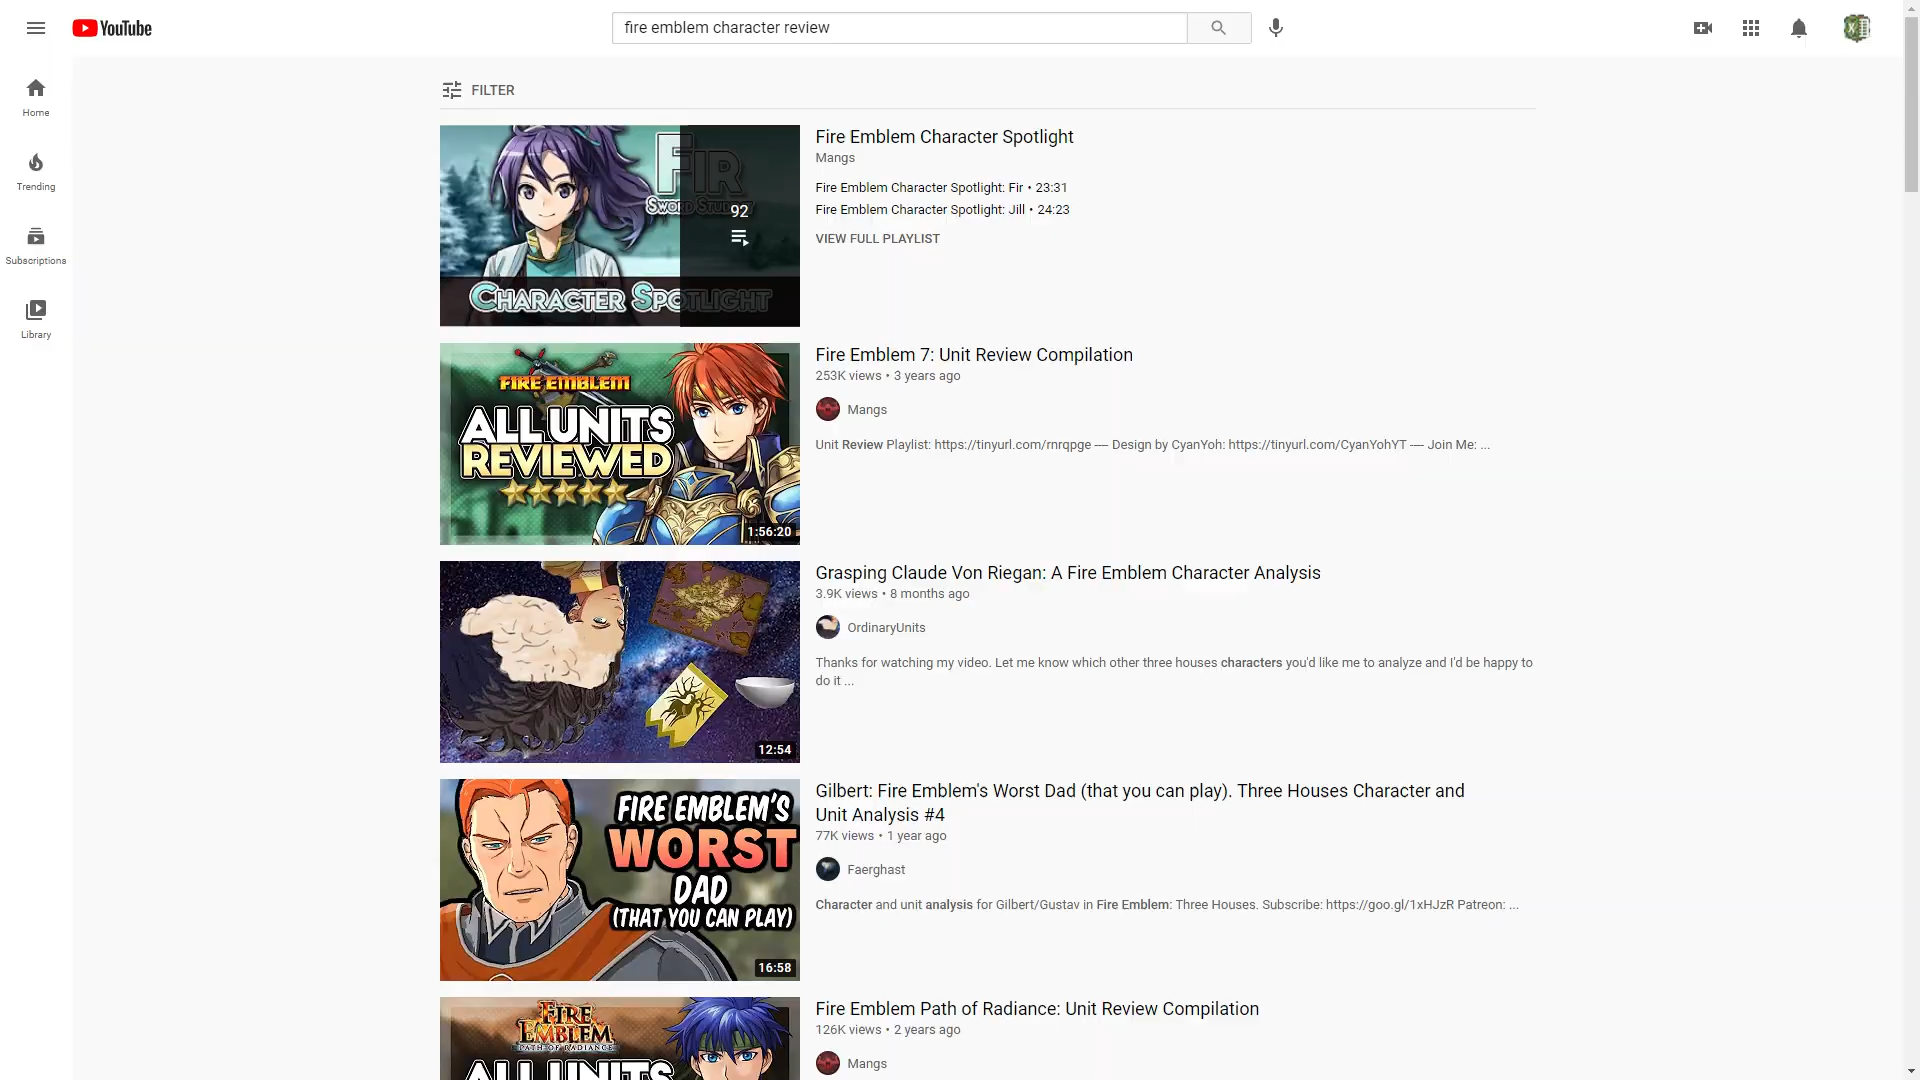 YouTube
fire emblem character review
Home
Trending
Subscriptions
Library
FILTER
FIR
92
CHARACTER SPOTLIGHT
Fire Emblem Character Spotlight
Mangs
Fire Emblem Character Spotlight: Fir • 23:31
Fire Emblem Character Spotlight: Jill • 24:23
VIEW FULL PLAYLIST
FIRE EMBLEM
ALL UNITS
REVIEWED
1:56:20
Fire Emblem 7: Unit Review Compilation
253K views • 3 years ago
Mangs
Unit Review Playlist: https://tinyurl.com/rnrqpge ---- Design by CyanYoh: https://tinyurl.com/CyanYohYT ---- Join Me: ...
12:54
Grasping Claude Von Riegan: A Fire Emblem Character Analysis
3.9K views • 8 months ago
OrdinaryUnits
Thanks for watching my video. Let me know which other three houses characters you'd like me to analyze and I'd be happy to
do it ...
FIRE EMBLEM'S
WORST
DAD
(THAT YOU CAN PLAY)
16:58
Gilbert: Fire Emblem's Worst Dad (that you can play). Three Houses Character and
Unit Analysis #4
77K views • 1 year ago
Faerghast
Character and unit analysis for Gilbert/Gustav in Fire Emblem: Three Houses. Subscribe: https://goo.gl/1xHJzR Patreon: ...
FIRE
EMBLEM
PATH OF RADIANCE
ALL UNITS
Fire Emblem Path of Radiance: Unit Review Compilation
126K views • 2 years ago
Mangs